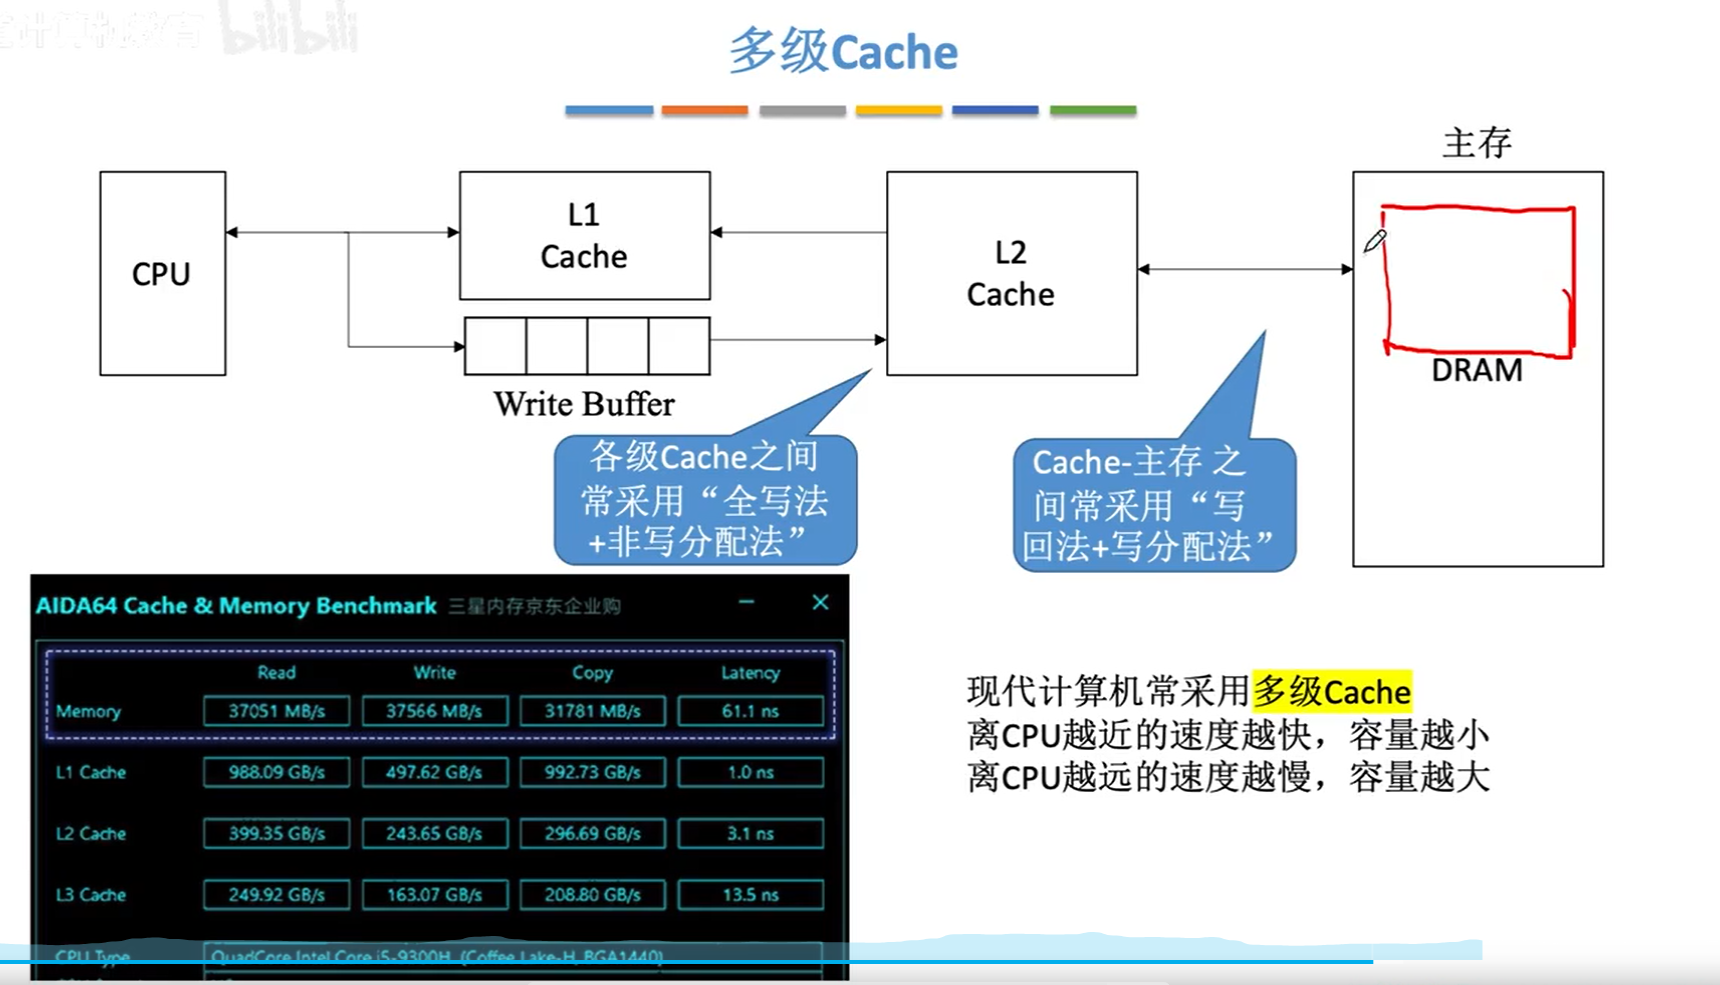 计算机教育 bilibili
多级Cache
主存
CPU
L1
Cache
L2
Cache
DRAM
Write Buffer
各级Cache之间
常采用“全写法
+非写分配法”
Cache-主存 之
间常采用“写
回法+写分配法”
AIDA64 Cache & Memory Benchmark 三星内存京东企业购
Read Write Copy Latency
Memory 37051 MB/s 37566 MB/s 31781 MB/s 61.1 ns
L1 Cache 988.09 GB/s 497.62 GB/s 992.73 GB/s 1.0 ns
L2 Cache 399.35 GB/s 243.65 GB/s 296.69 GB/s 3.1 ns
L3 Cache 249.92 GB/s 163.07 GB/s 208.80 GB/s 13.5 ns
CPU Type QuadCore Intel Core i5-9300H (Coffee Lake-H, BGA1440)
现代计算机常采用多级Cache
离CPU越近的速度越快，容量越小
离CPU越远的速度越慢，容量越大